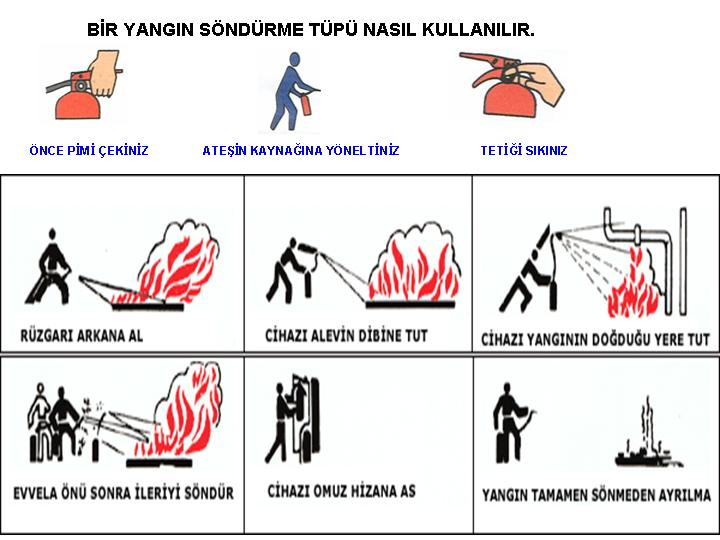 BİR YANGIN SÖNDÜRME TÜPÜ NASIL KULLANILIR.
ÖNCE PİMİ ÇEKİNİZ
ATEŞİN KAYNAĞINA YÖNELTİNİZ
TETİĞİ SIKINIZ
RÜZGARI ARKANA AL
CİHAZI ALEVİN DİBİNE TUT
CİHAZI YANGININ DOĞDUĞU YERE TUT
EVVELA ÖNÜ SONRA İLERİYİ SÖNDÜR
CİHAZI OMUZ HİZANA AS
YANGIN TAMAMEN SÖNMEDEN AYRILMA